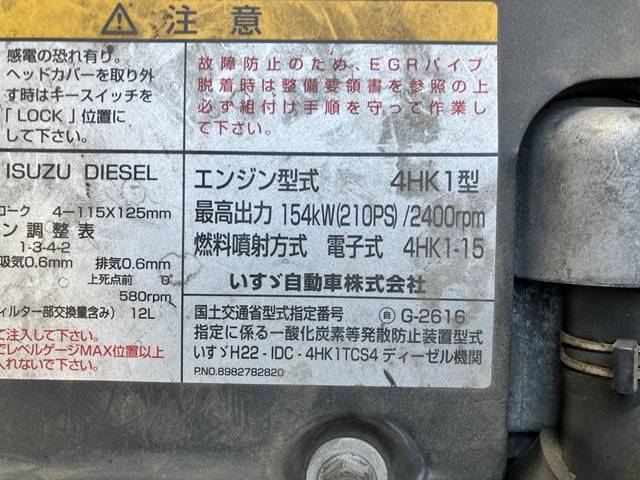 注意
感電の恐れ有り。
ヘッドカバーを取り外
す時はキースイッチを
「LOCK」位置に
して下さい。
故障防止のため、EGRパイプ
脱着時は整備要領書を参照の上
必ず組付け手順を守って作業し
て下さい。
ISUZU DIESEL
ローク 4-115X125mm
ン調整表
1-3-4-2
吸気0.6mm 排気0.6mm
上死点前 0°
580rpm
ィルター部交換量含み) 12L
て注入して下さい。
でレベルゲージMAX位置以上
入れないで下さい。
エンジン型式 4HK1型
最高出力 154kW(210PS)/2400rpm
燃料噴射方式 電子式 4HK1-15
いすゞ自動車株式会社
国土交通省型式指定番号 自 G-2616
指定に係る一酸化炭素等発散防止装置型式
いすゞH22-IDC-4HK1TCS4 ディーゼル機関
P.NO.8982782820